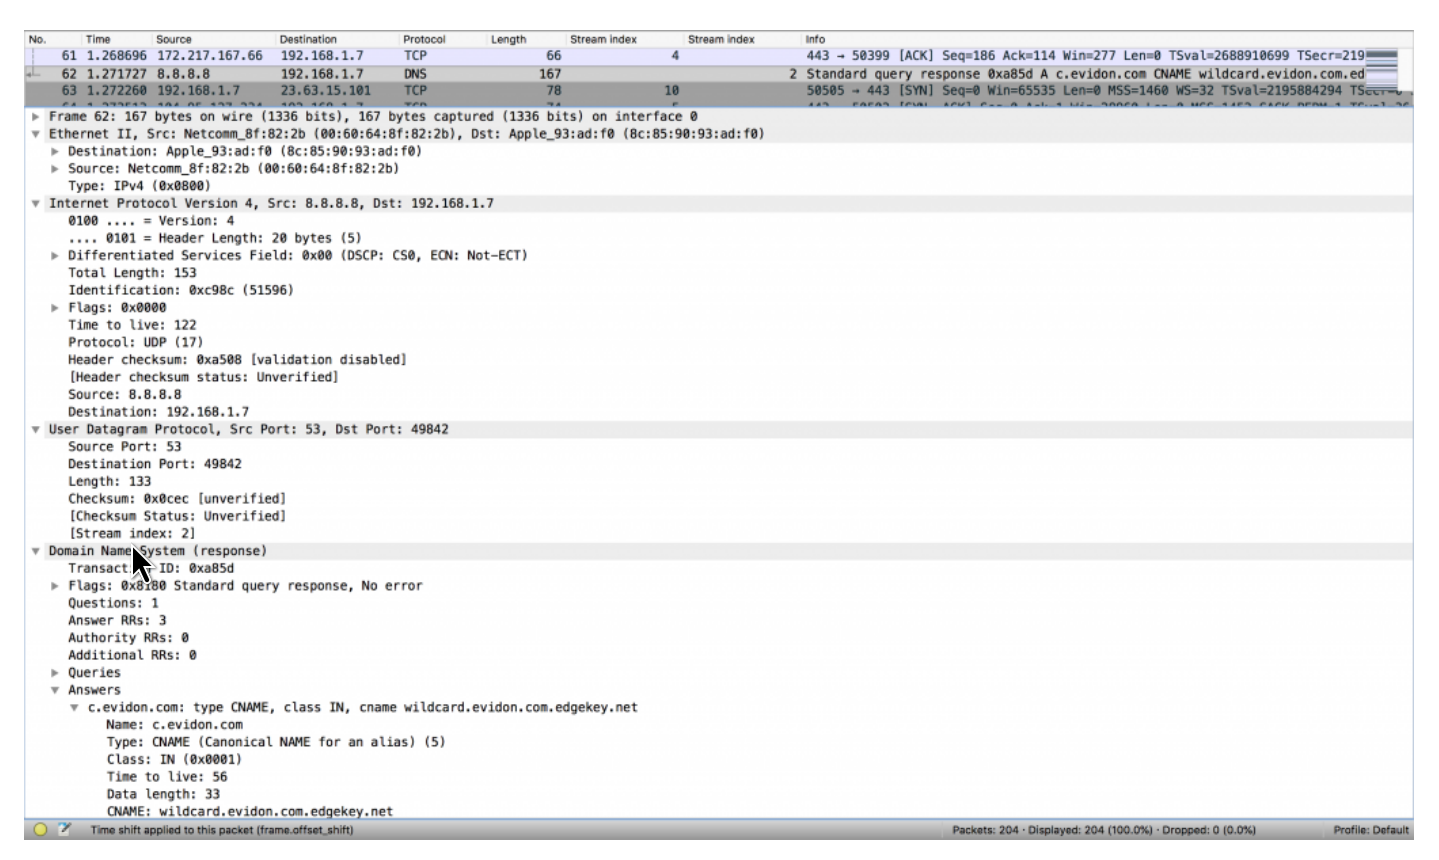 No. Time Source Destination Protocol Length Stream index Stream index Info
61 1.268696 172.217.167.66 192.168.1.7 TCP 66 4 443 → 50399 [ACK] Seq=186 Ack=114 Win=277 Len=0 TSval=2688910699 TSecr=219
62 1.271727 8.8.8.8 192.168.1.7 DNS 167 2 Standard query response 0xa85d A c.evidon.com CNAME wildcard.evidon.com.ed
63 1.272260 192.168.1.7 23.63.15.101 TCP 78 10 50505 → 443 [SYN] Seq=0 Win=65535 Len=0 MSS=1460 WS=32 TSval=2195884294
Frame 62: 167 bytes on wire (1336 bits), 167 bytes captured (1336 bits) on interface 0
Ethernet II, Src: Netcomm_8f:82:2b (00:60:64:8f:82:2b), Dst: Apple_93:ad:f0 (8c:85:90:93:ad:f0)
Destination: Apple_93:ad:f0 (8c:85:90:93:ad:f0)
Source: Netcomm_8f:82:2b (00:60:64:8f:82:2b)
Type: IPv4 (0x0800)
Internet Protocol Version 4, Src: 8.8.8.8, Dst: 192.168.1.7
0100 .... = Version: 4
.... 0101 = Header Length: 20 bytes (5)
Differentiated Services Field: 0x00 (DSCP: CS0, ECN: Not-ECT)
Total Length: 153
Identification: 0xc98c (51596)
Flags: 0x0000
Time to live: 122
Protocol: UDP (17)
Header checksum: 0xa508 [validation disabled]
[Header checksum status: Unverified]
Source: 8.8.8.8
Destination: 192.168.1.7
User Datagram Protocol, Src Port: 53, Dst Port: 49842
Source Port: 53
Destination Port: 49842
Length: 133
Checksum: 0x0cec [unverified]
[Checksum Status: Unverified]
[Stream index: 2]
Domain Name System (response)
Transact ID: 0xa85d
Flags: 0x8180 Standard query response, No error
Questions: 1
Answer RRs: 3
Authority RRs: 0
Additional RRs: 0
Queries
Answers
c.evidon.com: type CNAME, class IN, cname wildcard.evidon.com.edgekey.net
Name: c.evidon.com
Type: CNAME (Canonical NAME for an alias) (5)
Class: IN (0x0001)
Time to live: 56
Data length: 33
CNAME: wildcard.evidon.com.edgekey.net
Time shift applied to this packet (frame.offset_shift) Packets: 204 · Displayed: 204 (100.0%) · Dropped: 0 (0.0%) Profile: Default